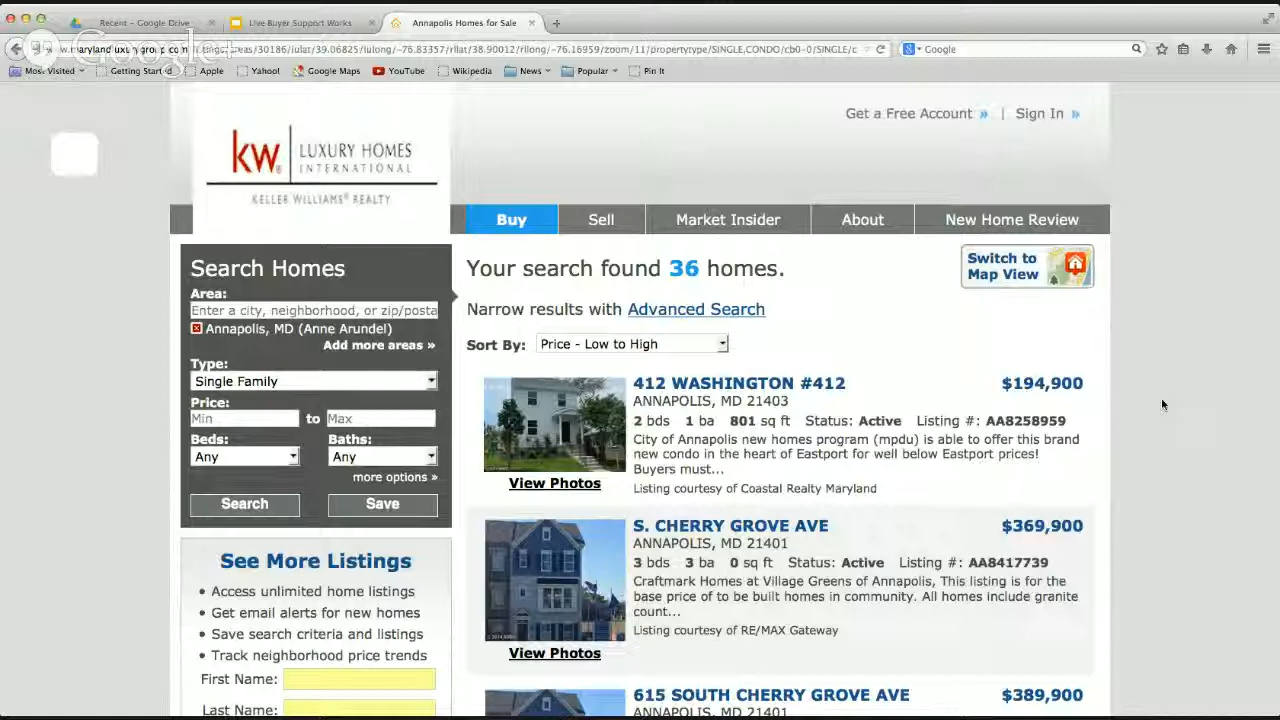 Recent - Google Drive
Live Buyer Support Works
Annapolis Homes for Sale
Google+
/zoom/11/propertytype/SINGLE,CONDO/cb0-0/SINGLE/c
Google
Most Visited
Getting Started
Apple
Yahoo!
Google Maps
YouTube
Wikipedia
News
Popular
Pin It
Get a Free Account » | Sign In »
kw LUXURY HOMES
INTERNATIONAL
KELLER WILLIAMS® REALTY
Buy
Sell
Market Insider
About
New Home Review
Search Homes
Area:
Enter a city, neighborhood, or zip/posta
Annapolis, MD (Anne Arundel)
Add more areas »
Type:
Single Family
Price:
Min to Max
Beds: Baths:
Any Any
more options »
Search Save
See More Listings
• Access unlimited home listings
• Get email alerts for new homes
• Save search criteria and listings
• Track neighborhood price trends
First Name:
Last Name:
Your search found 36 homes.
Switch to
Map View
Narrow results with Advanced Search
Sort By: Price - Low to High
412 WASHINGTON #412 $194,900
ANNAPOLIS, MD 21403
2 bds 1 ba 801 sq ft Status: Active Listing #: AA8258959
City of Annapolis new homes program (mpdu) is able to offer this brand
new condo in the heart of Eastport for well below Eastport prices!
Buyers must...
View Photos
Listing courtesy of Coastal Realty Maryland
S. CHERRY GROVE AVE $369,900
ANNAPOLIS, MD 21401
3 bds 3 ba 0 sq ft Status: Active Listing #: AA8417739
Craftmark Homes at Village Greens of Annapolis, This listing is for the
base price of to be built homes in community. All homes include granite
count...
Listing courtesy of RE/MAX Gateway
View Photos
615 SOUTH CHERRY GROVE AVE $389,900
ANNAPOLIS, MD 21401